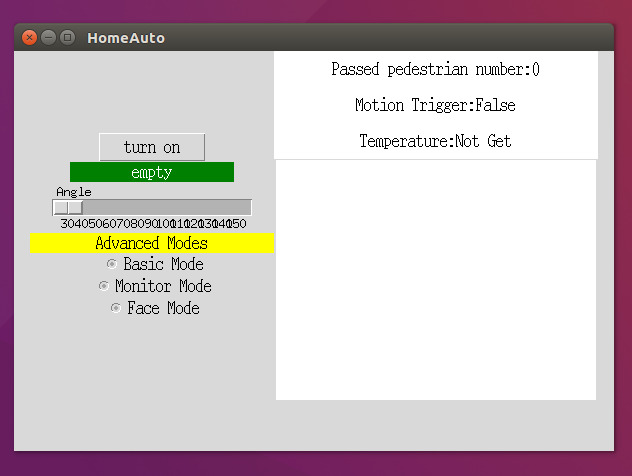 HomeAuto
Passed pedestrian number:0
Motion Trigger:False
Temperature:Not Get
turn on
empty
Angle
30405060708090100110120130140150
Advanced Modes
Basic Mode
Monitor Mode
Face Mode